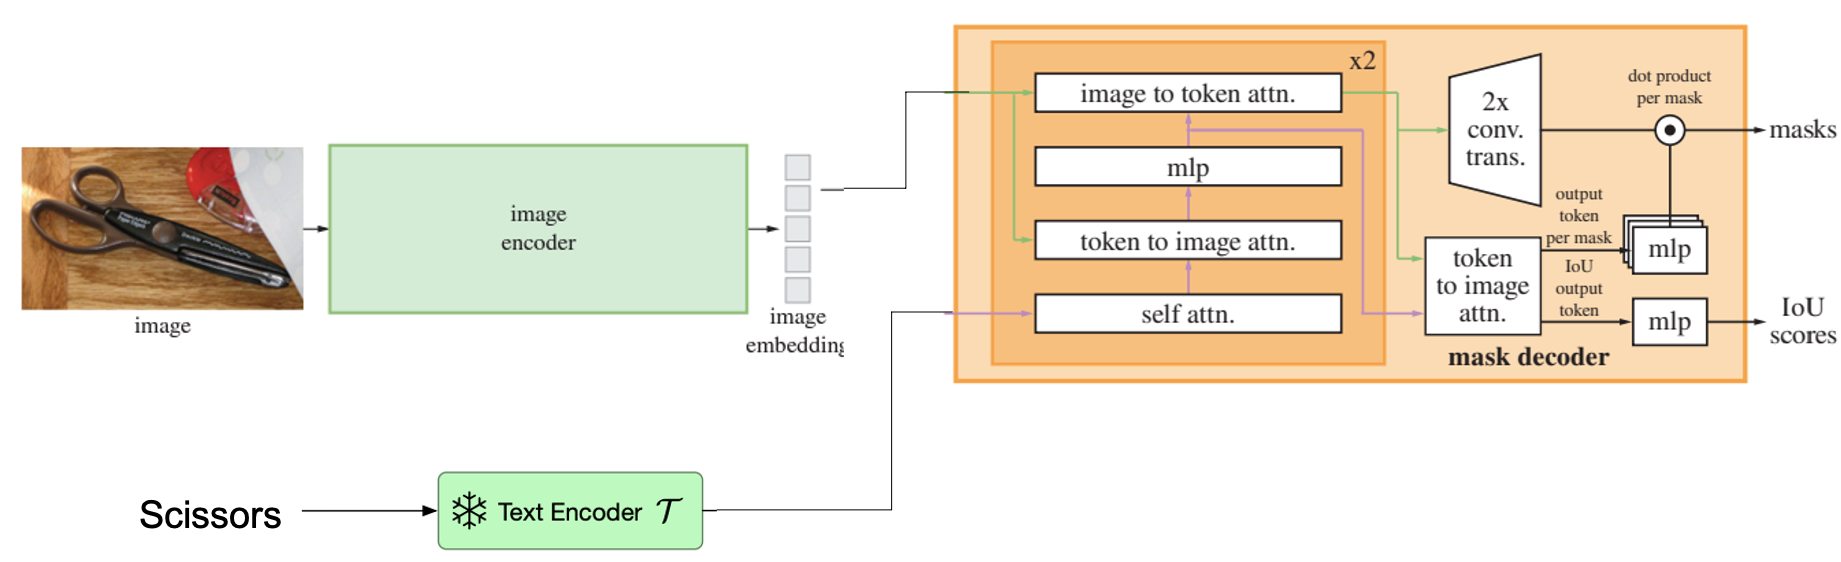 image
image
encoder
image
embedding
Scissors
Text Encoder 𝒯
x2
image to token attn.
mlp
token to image attn.
self attn.
2x
conv.
trans.
dot product
per mask
masks
output
token
per mask
mlp
token
to image
attn.
IoU
output
token
mlp
IoU
scores
mask decoder